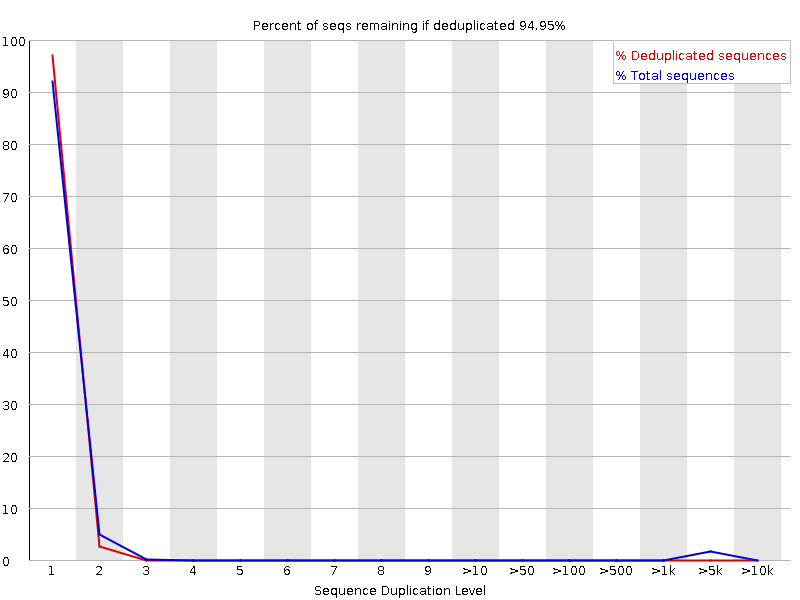 Percent of seqs remaining if deduplicated 94.95%
% Deduplicated sequences
% Total sequences
100
90
80
70
60
50
40
30
20
10
0
1 2 3 4 5 6 7 8 9 >10 >50 >100 >500 >1k >5k >10k
Sequence Duplication Level